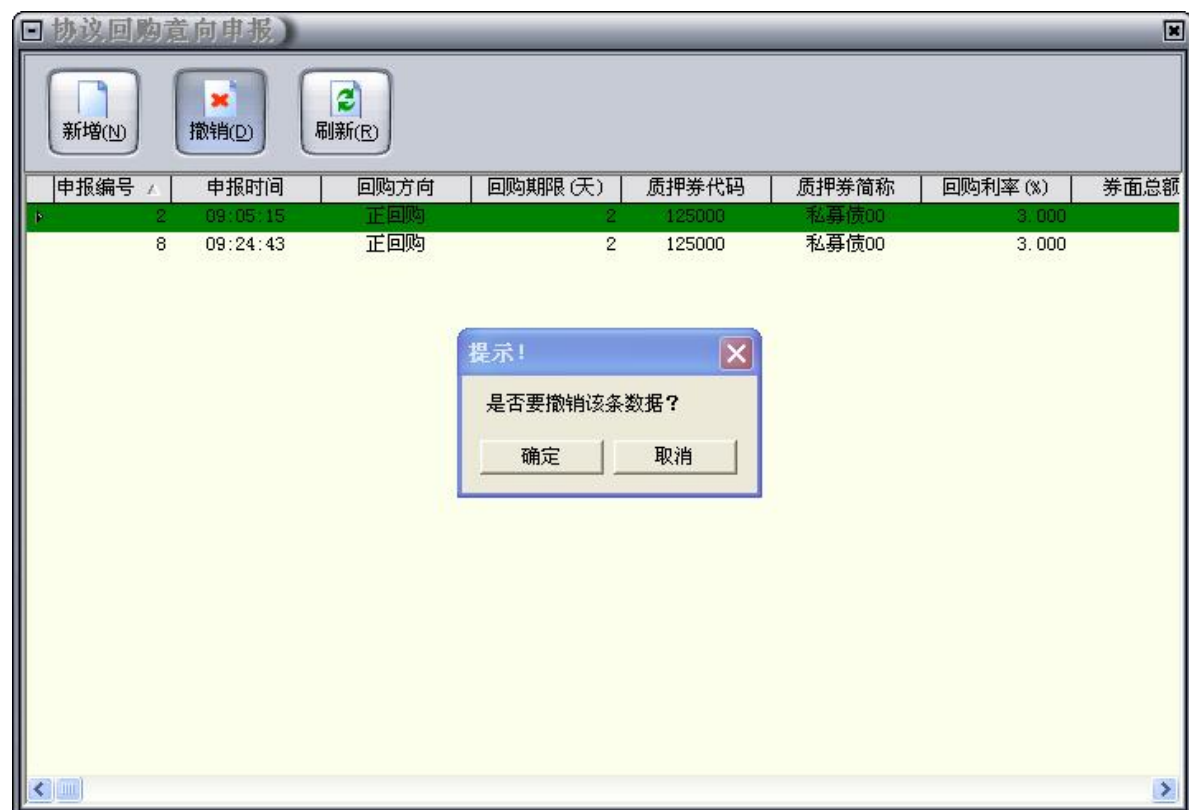 协议回购意向申报
新增(N) 撤销(D) 刷新(R)
申报编号 申报时间 回购方向 回购期限(天) 质押券代码 质押券简称 回购利率(%) 券面总额
2 09:05:15 正回购 2 125000 私募债00 3.000
8 09:24:43 正回购 2 125000 私募债00 3.000
提示!
是否要撤销该条数据?
确定 取消